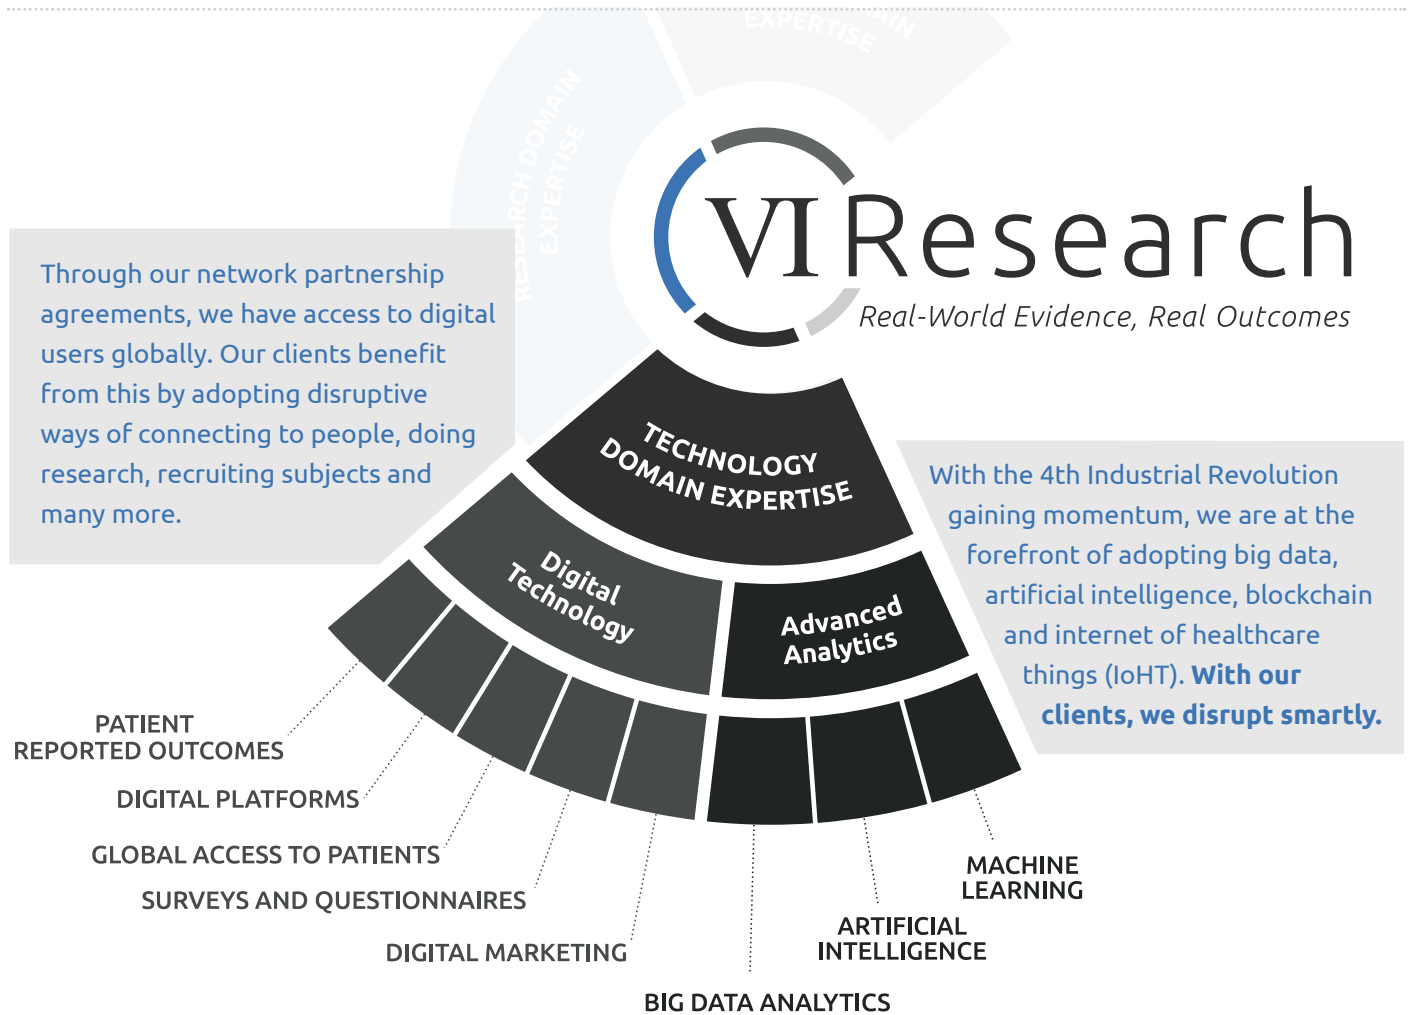 EXPERTISE
RESEARCH DOMAIN
EXPERTISE
VI Research
Real-World Evidence, Real Outcomes
Through our network partnership
agreements, we have access to digital
users globally. Our clients benefit
from this by adopting disruptive
ways of connecting to people, doing
research, recruiting subjects and
many more.
TECHNOLOGY
DOMAIN EXPERTISE
With the 4th Industrial Revolution
gaining momentum, we are at the
forefront of adopting big data,
artificial intelligence, blockchain
and internet of healthcare
things (IoHT). With our
clients, we disrupt smartly.
Digital
Technology
Advanced
Analytics
PATIENT
REPORTED OUTCOMES
DIGITAL PLATFORMS
GLOBAL ACCESS TO PATIENTS
SURVEYS AND QUESTIONNAIRES
DIGITAL MARKETING
BIG DATA ANALYTICS
ARTIFICIAL
INTELLIGENCE
MACHINE
LEARNING